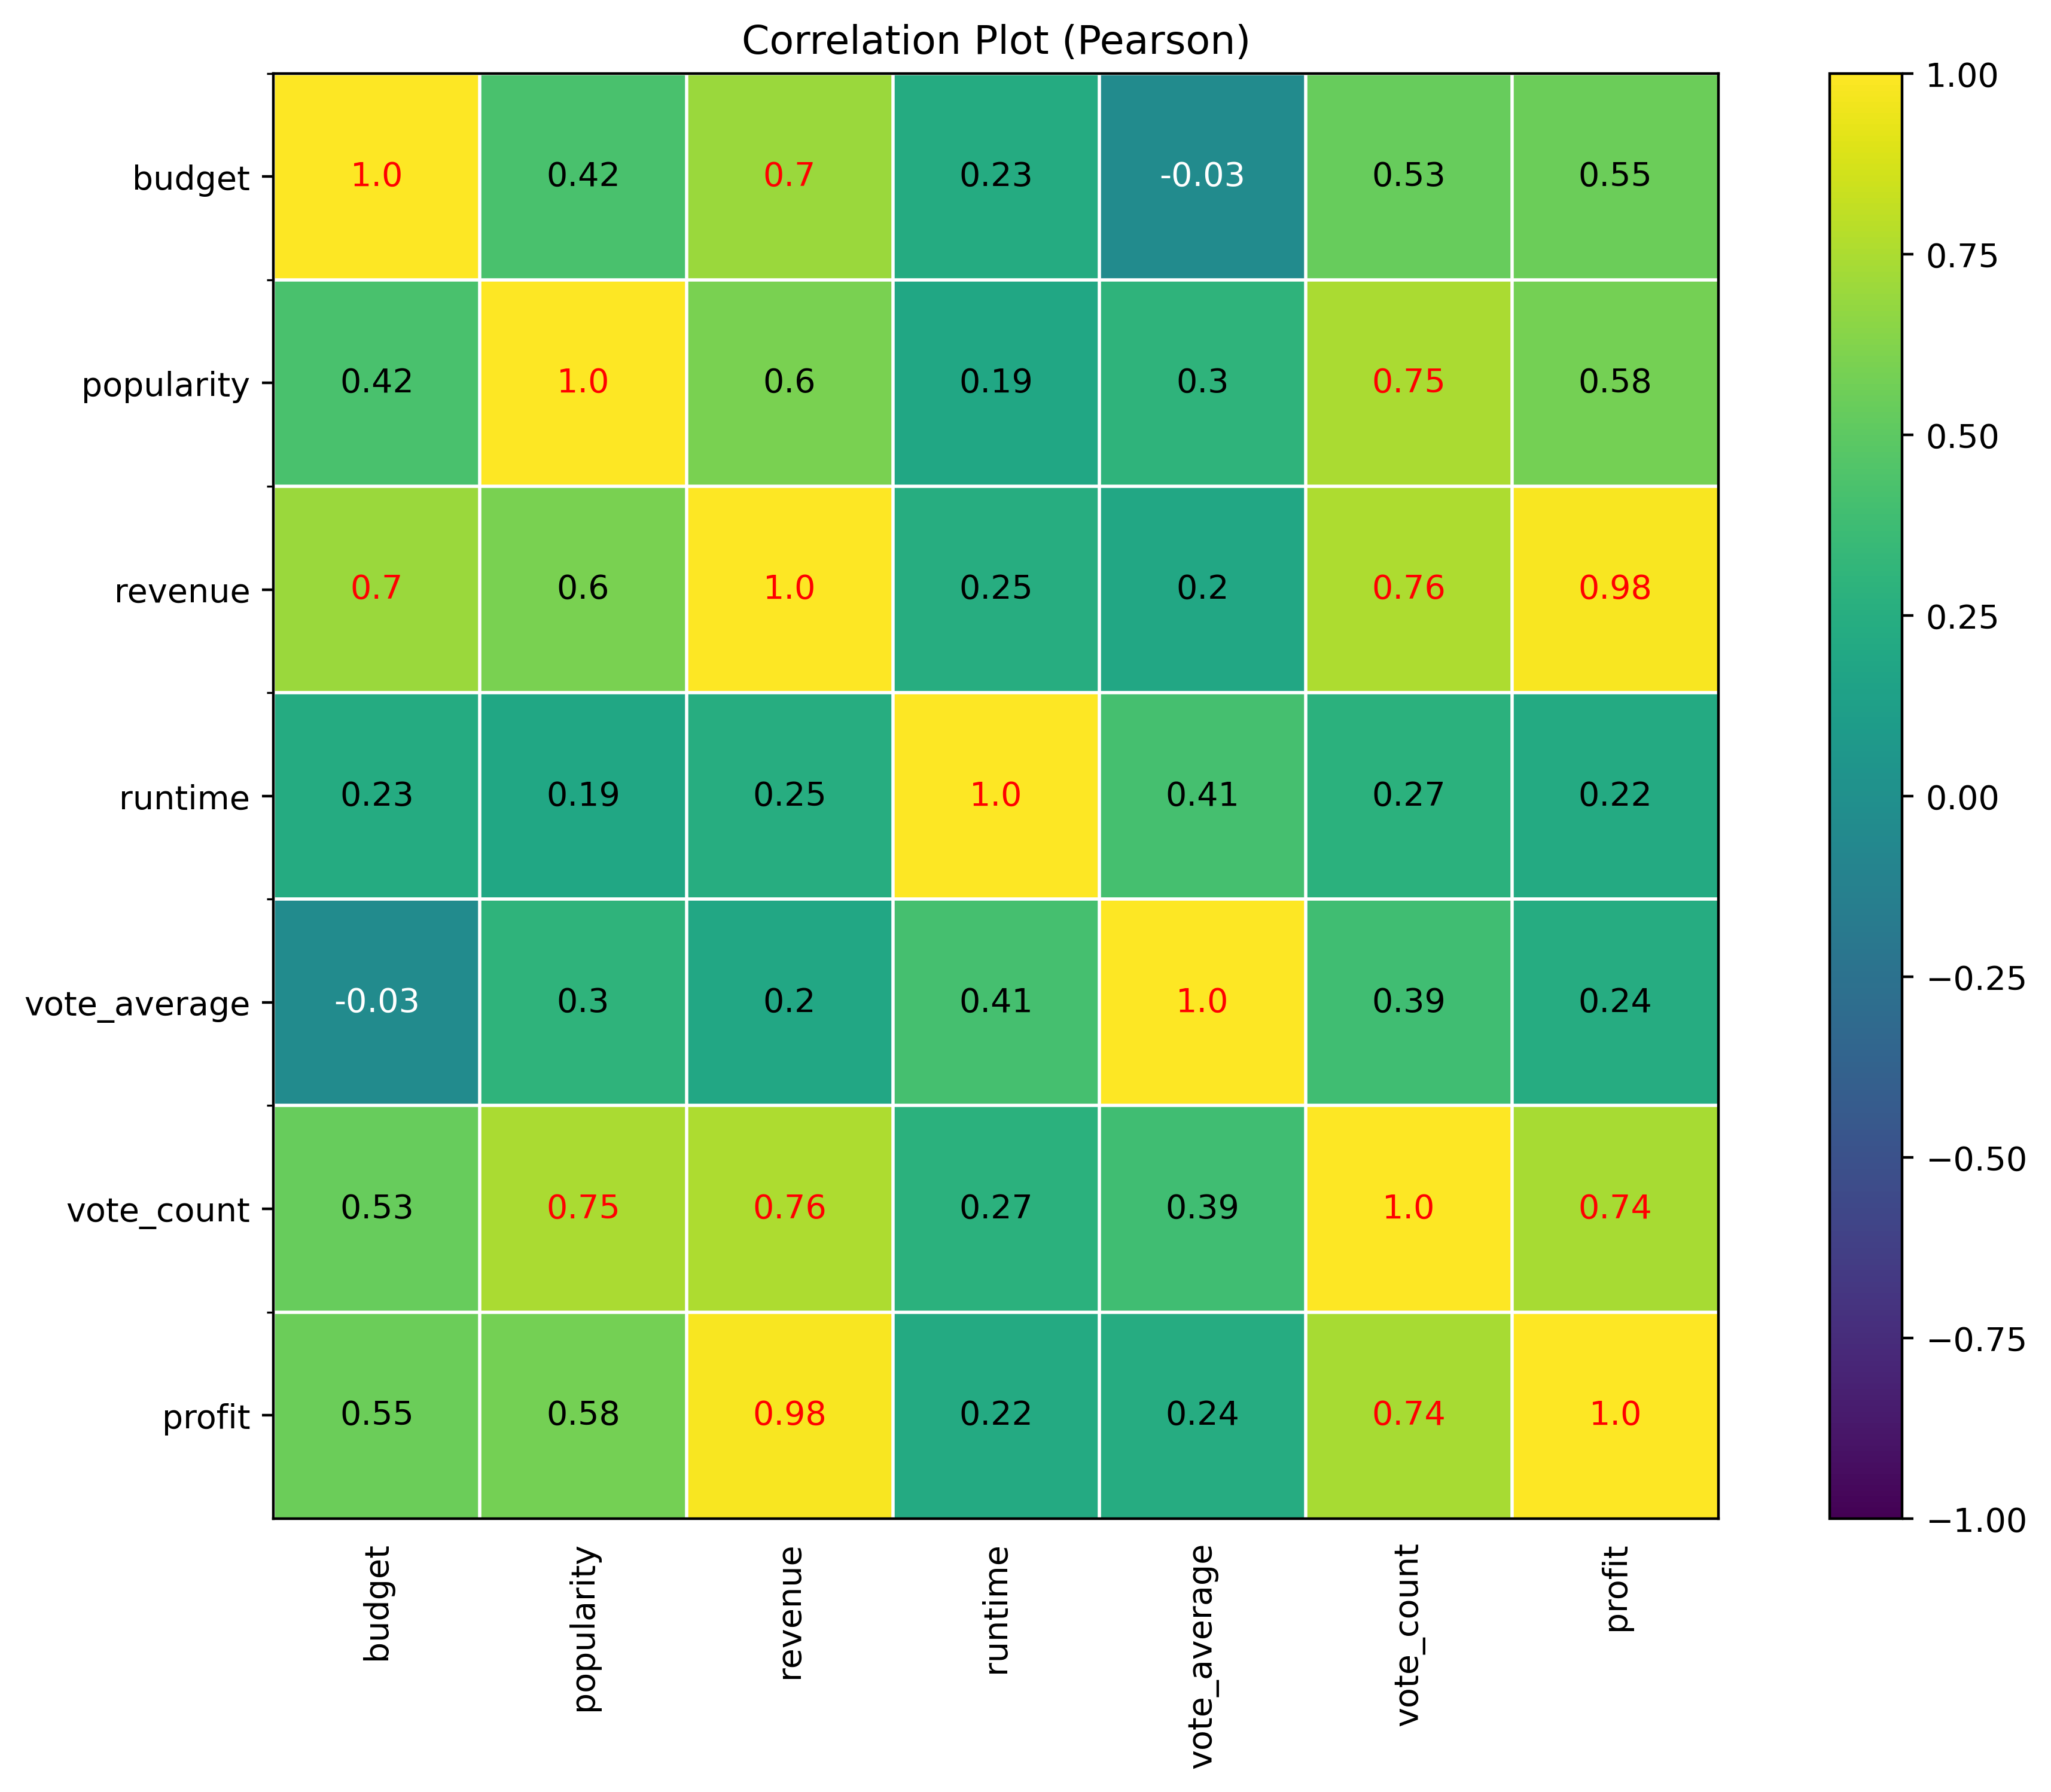 Correlation Plot (Pearson)
budget 1.0 0.42 0.7 0.23 -0.03 0.53 0.55
popularity 0.42 1.0 0.6 0.19 0.3 0.75 0.58
revenue 0.7 0.6 1.0 0.25 0.2 0.76 0.98
runtime 0.23 0.19 0.25 1.0 0.41 0.27 0.22
vote_average -0.03 0.3 0.2 0.41 1.0 0.39 0.24
vote_count 0.53 0.75 0.76 0.27 0.39 1.0 0.74
profit 0.55 0.58 0.98 0.22 0.24 0.74 1.0
budget
popularity
revenue
runtime
vote_average
vote_count
profit
1.00
0.75
0.50
0.25
0.00
−0.25
−0.50
−0.75
−1.00